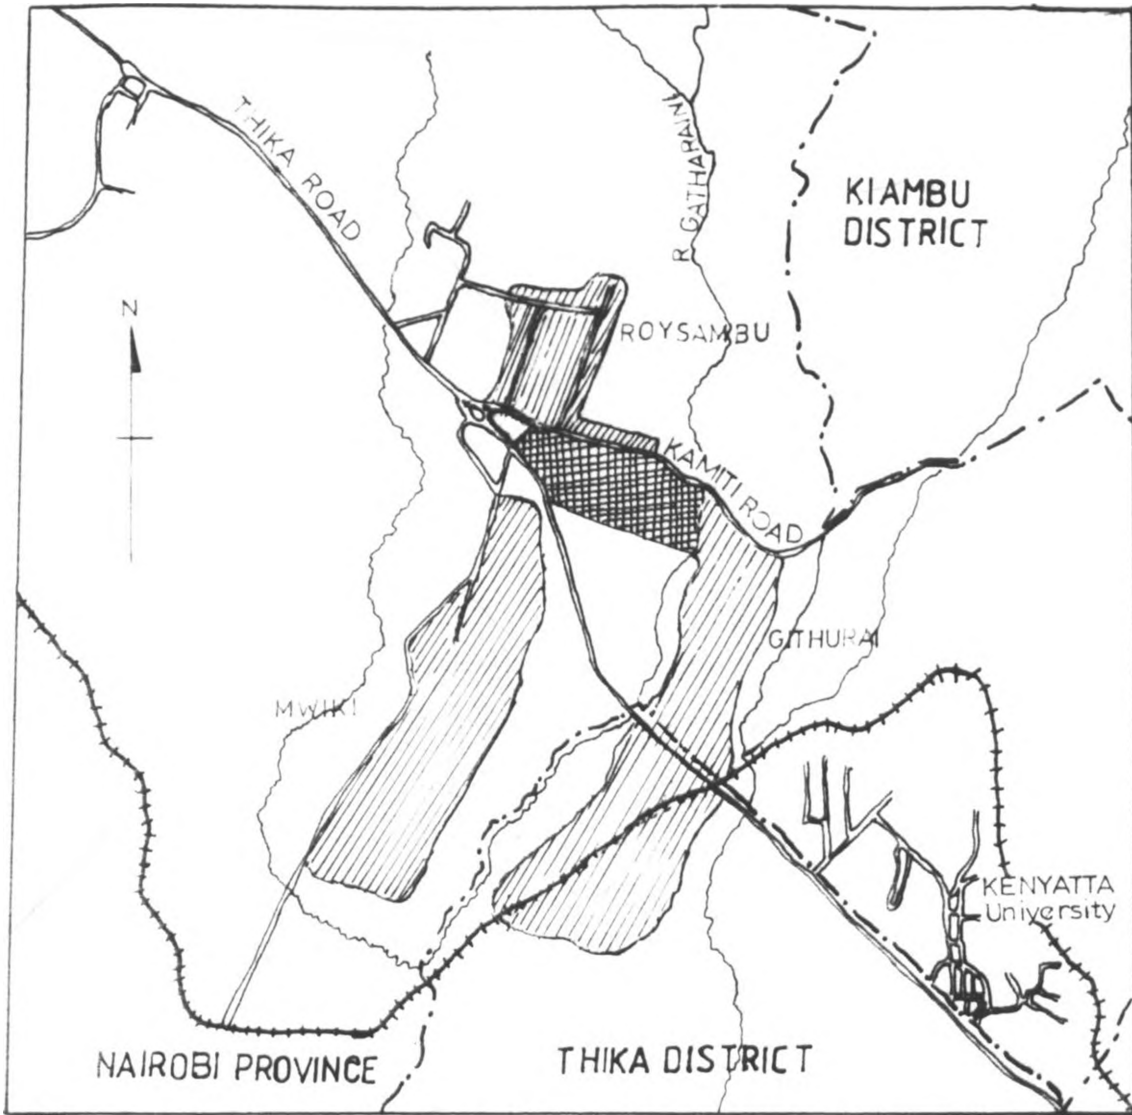 THIKA ROAD
R. GATHARAINI
KIAMBU
DISTRICT
N
ROYSAMBU
KAMITI ROAD
GITHURAI
MWIKI
KENYATTA
University
NAIROBI PROVINCE
THIKA DISTRICT